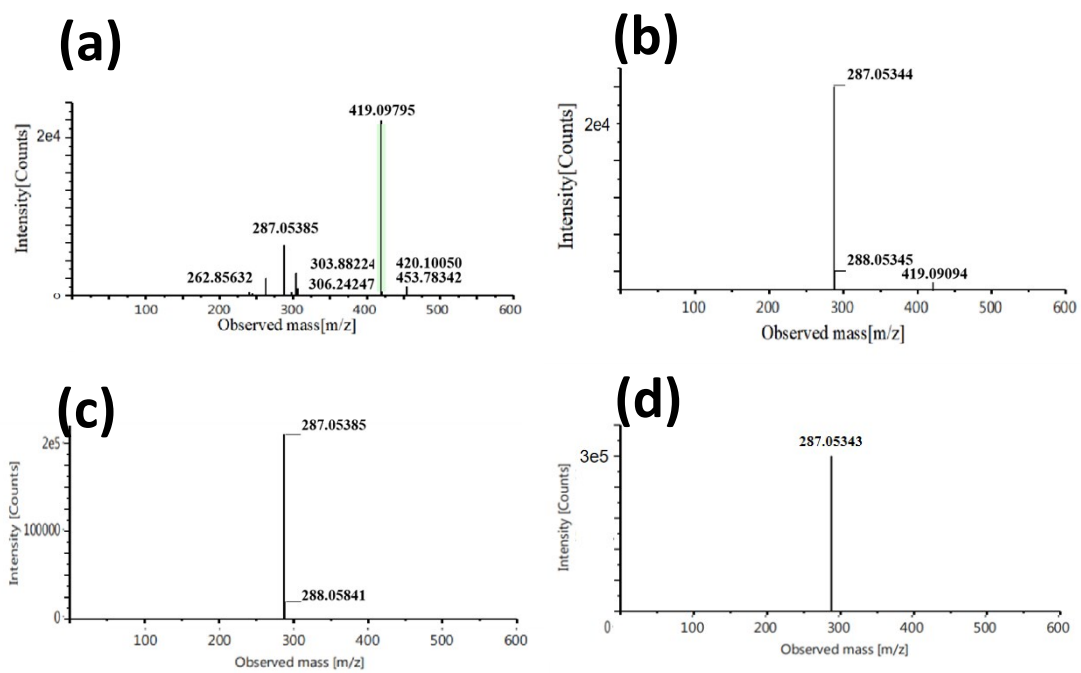 (a)
Intensity[Counts]
2e4
0
419.09795
287.05385
262.85632
303.88224
306.24247
420.10050
453.78342
100 200 300 400 500 600
Observed mass[m/z]
(b)
Intensity[Counts]
2e4
287.05344
288.05345
419.09094
100 200 300 400 500 600
Observed mass[m/z]
(c)
Intensity [Counts]
2e5
100000
0
287.05385
288.05841
100 200 300 400 500 600
Observed mass [m/z]
(d)
Intensity [Counts]
3e5
287.05343
0 100 200 300 400 500 600
Observed mass [m/z]